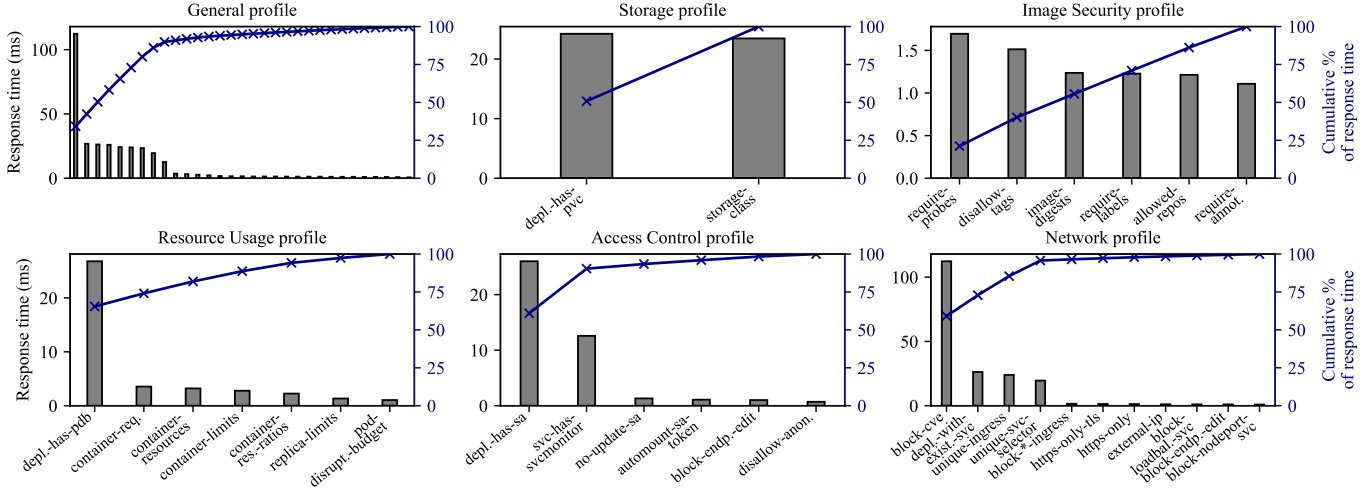 General profile
Storage profile
Image Security profile
Response time (ms)
0
50
100
0
25
50
75
100
0
10
20
depl.-has-
pvc
storage-
class
0
25
50
75
100
0.0
0.5
1.0
1.5
require-
probes
disallow-
tags
image-
digests
require-
labels
allowed-
repos
require-
annot.
0
25
50
75
100
Cumulative %
of response time
Resource Usage profile
Access Control profile
Network profile
Response time (ms)
0
10
20
depl.-has-pdb
container-req.
container-
resources
container-limits
container-
res.-ratios
replica-limits
pod-
disrupt.-budget
0
25
50
75
100
0
10
20
depl.-has-sa
svc-has-
svcmonitor
no-update-sa
automount-sa-
token
block-endp.-edit
disallow-anon.
0
25
50
75
100
0
50
100
block-cve
depl.-with-
exist.-svc
unique-ingress
unique-svc-
selector
block-*-ingress
https-only-tls
https-only
external-ip
block-
loadbal.-svc
block-endp.-edit
block-nodeport-
svc
0
25
50
75
100
Cumulative %
of response time